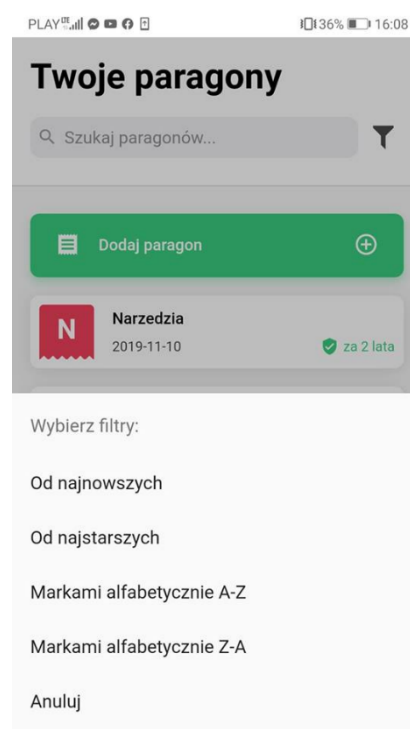 PLAY LTE 36% 16:08
Twoje paragony
Szukaj paragonów...
Dodaj paragon
N
Narzedzia
2019-11-10 za 2 lata
Wybierz filtry:
Od najnowszych
Od najstarszych
Markami alfabetycznie A-Z
Markami alfabetycznie Z-A
Anuluj